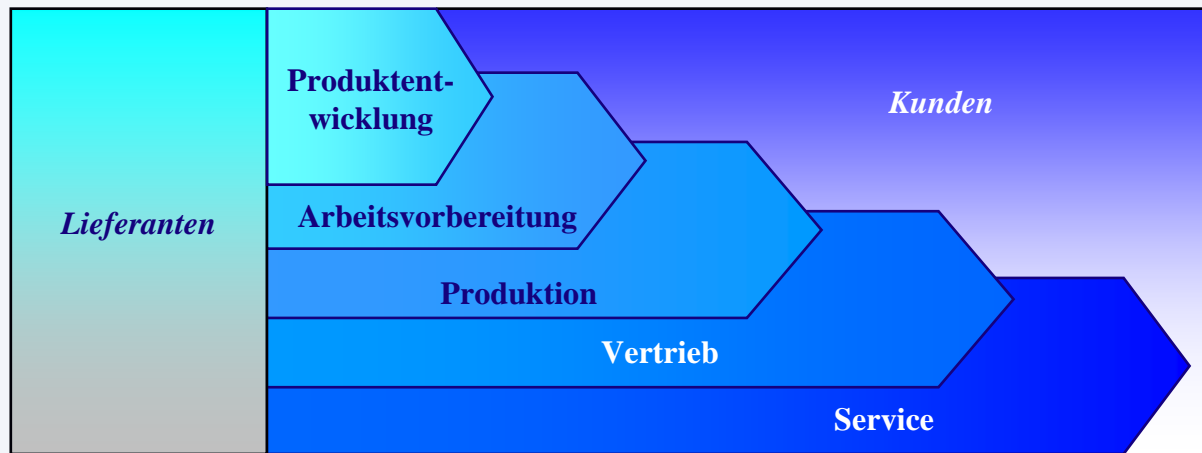 Produktent-
wicklung
Kunden
Lieferanten
Arbeitsvorbereitung
Produktion
Vertrieb
Service